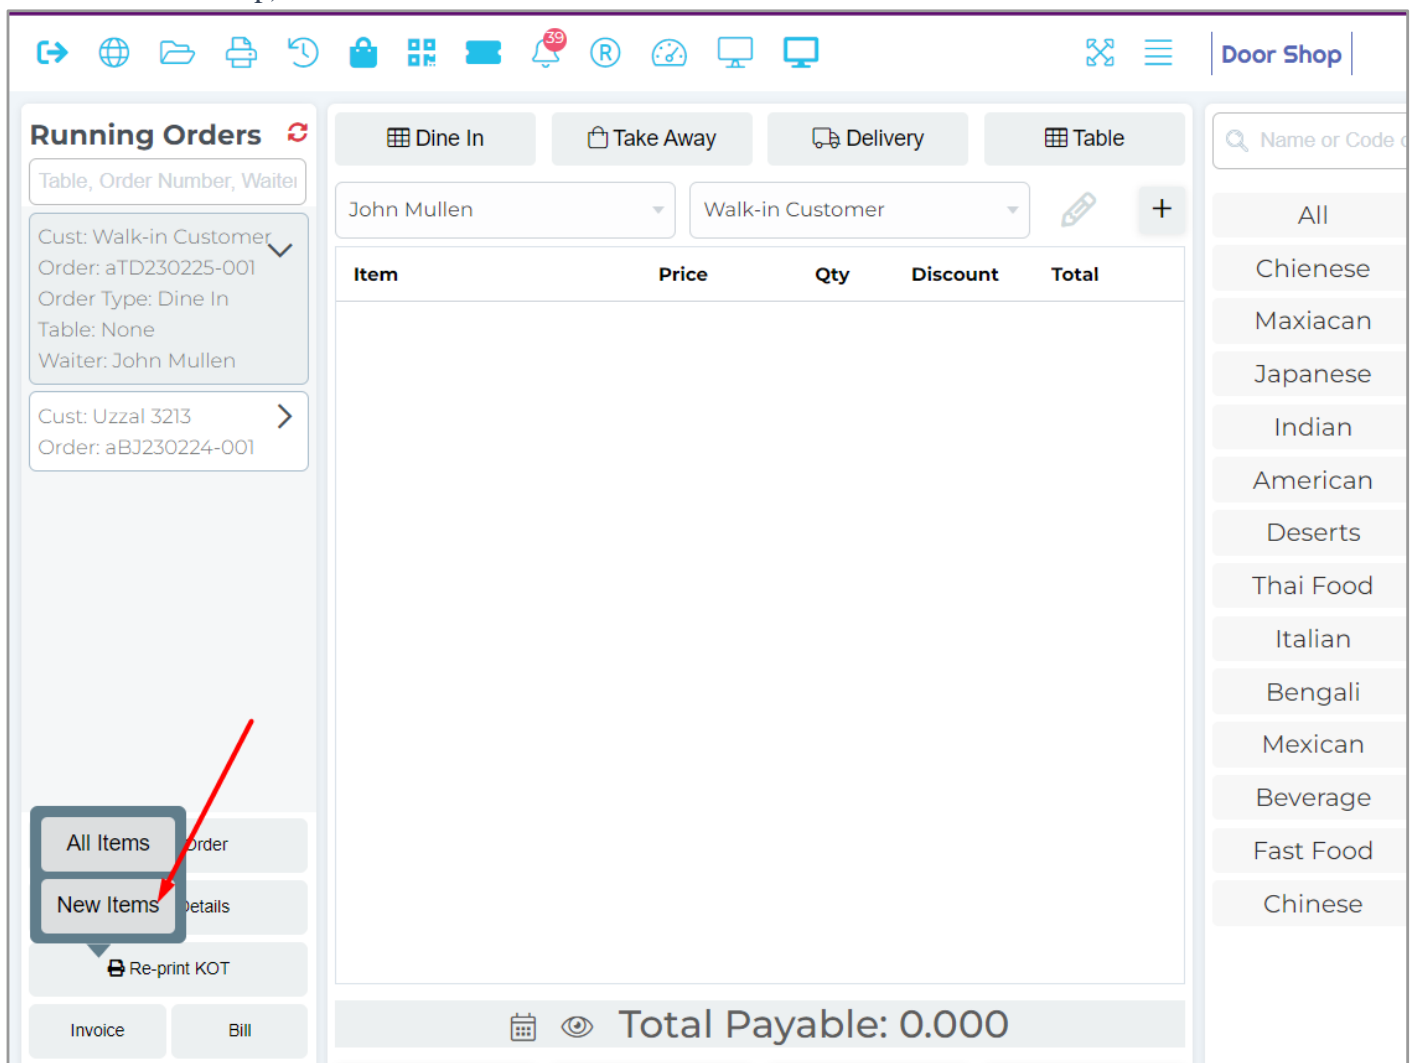 39
R
Door Shop
Running Orders
Table, Order Number, Waiter
Cust: Walk-in Customer
Order: aTD230225-001
Order Type: Dine In
Table: None
Waiter: John Mullen
Cust: Uzzal 3213
Order: aBJ230224-001
All Items
Order
New Items
Details
Re-print KOT
Invoice
Bill
Dine In
Take Away
Delivery
Table
John Mullen
Walk-in Customer
+
Item Price Qty Discount Total
Total Payable: 0.000
Name or Code
All
Chienese
Maxiacan
Japanese
Indian
American
Deserts
Thai Food
Italian
Bengali
Mexican
Beverage
Fast Food
Chinese